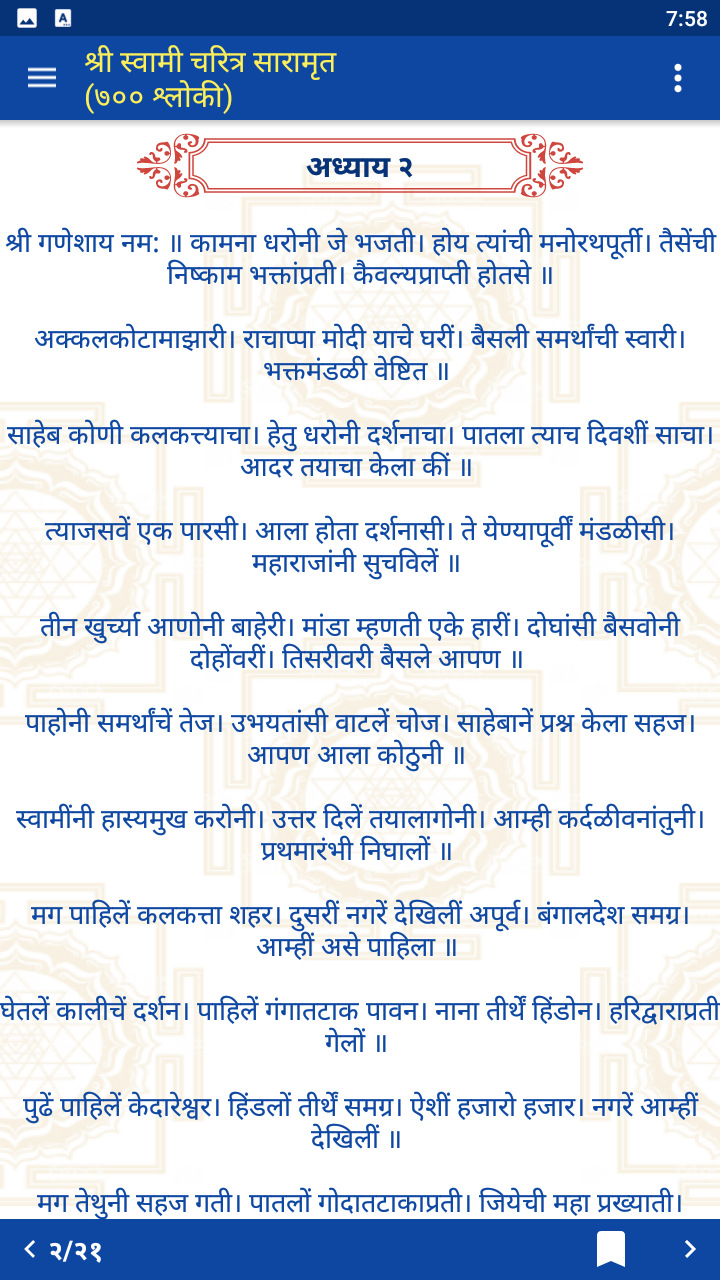 7:58
श्री स्वामी चरित्र सारामृत
(७०० श्लोकी)
अध्याय २
श्री गणेशाय नम: ॥ कामना धरोनी जे भजती। होय त्यांची मनोरथपूर्ती। तैसेंची
निष्काम भक्तांप्रती। कैवल्यप्राप्ती होतसे ॥
अक्कलकोटामाझारी। राचाप्पा मोदी याचे घरीं। बैसली समर्थांची स्वारी।
भक्तमंडळी वेष्टित ॥
साहेब कोणी कलकत्त्याचा। हेतु धरोनी दर्शनाचा। पातला त्याच दिवशीं साचा।
आदर तयाचा केला कीं ॥
त्याजसवें एक पारसी। आला होता दर्शनासी। ते येण्यापूर्वीं मंडळीसी।
महाराजांनी सुचविलें ॥
तीन खुर्च्या आणोनी बाहेरी। मांडा म्हणती एके हारीं। दोघांसी बैसवोनी
दोहोंवरीं। तिसरीवरी बैसले आपण ॥
पाहोनी समर्थांचें तेज। उभयतांसी वाटलें चोज। साहेबानें प्रश्न केला सहज।
आपण आला कोठुनी ॥
स्वामींनी हास्यमुख करोनी। उत्तर दिलें तयालागोनी। आम्ही कर्दळीवनांतुनी।
प्रथमारंभी निघालों ॥
मग पाहिलें कलकत्ता शहर। दुसरीं नगरें देखिलीं अपूर्व। बंगालदेश समग्र।
आम्हीं असे पाहिला ॥
घेतलें कालीचें दर्शन। पाहिलें गंगातटाक पावन। नाना तीर्थें हिंडोन। हरिद्वाराप्रती
गेलों ॥
पुढें पाहिलें केदारेश्वर। हिंडलों तीर्थें समग्र। ऐशीं हजारो हजार। नगरें आम्हीं
देखिलीं ॥
मग तेथुनी सहज गती। पातलों गोदातटाकाप्रती। जियेची महा प्रख्याती।
२/२१